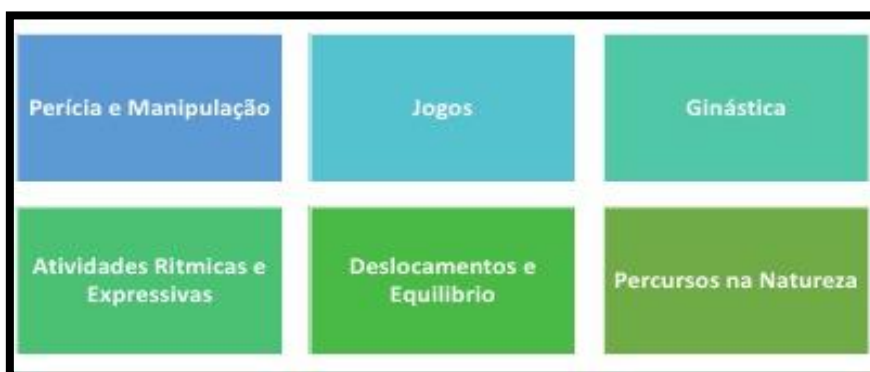 Perícia e Manipulação
Jogos
Ginástica
Atividades Ritmicas e
Expressivas
Deslocamentos e
Equilibrio
Percursos na Natureza